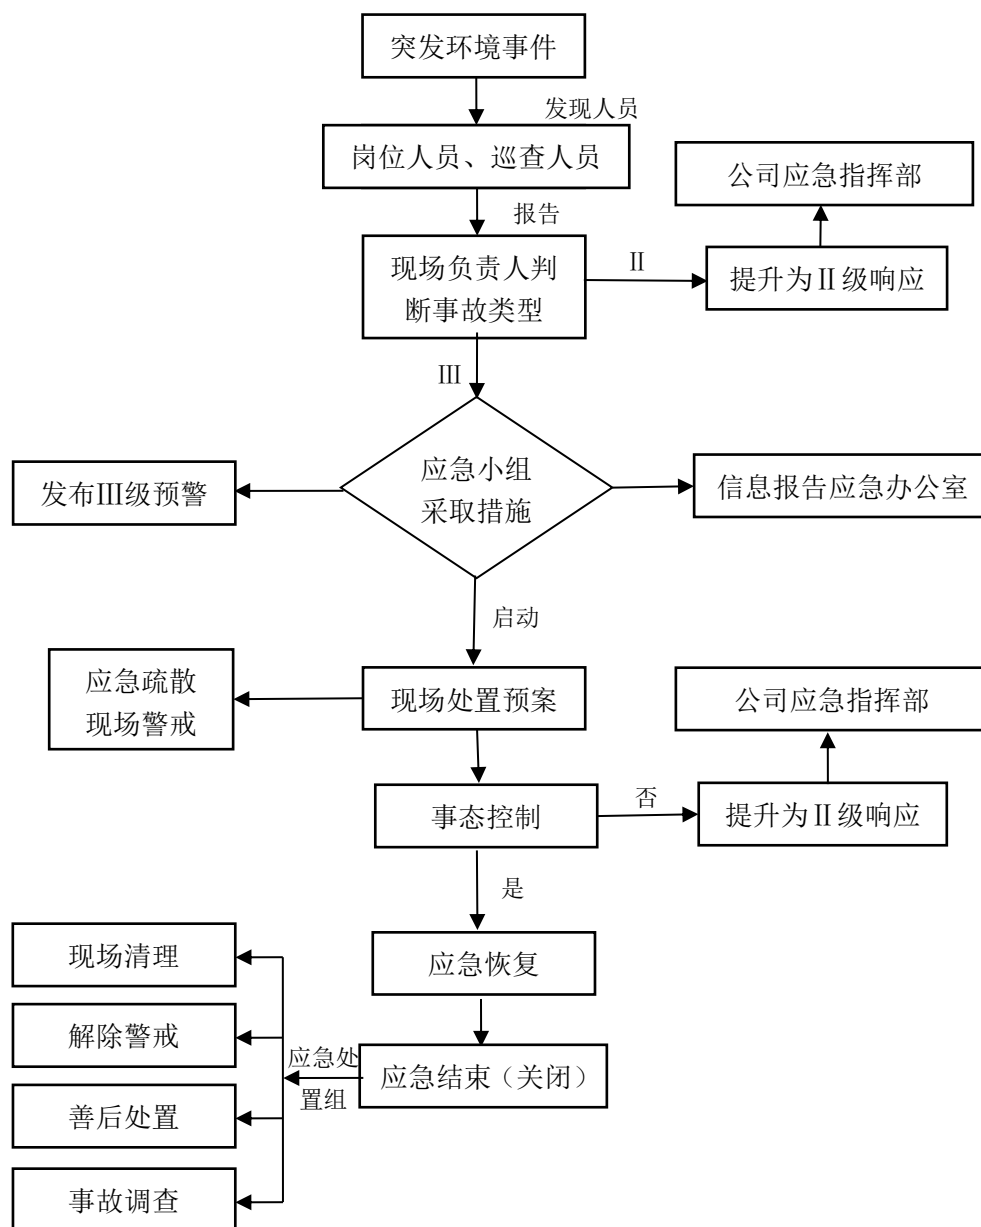 突发环境事件
发现人员
岗位人员、巡查人员
公司应急指挥部
报告
现场负责人判
断事故类型
Ⅱ
提升为Ⅱ级响应
Ⅲ
应急小组
采取措施
发布Ⅲ级预警
信息报告应急办公室
启动
应急疏散
现场警戒
现场处置预案
公司应急指挥部
事态控制
否
提升为Ⅱ级响应
是
现场清理
应急恢复
解除警戒
应急处
置组
应急结束（关闭）
善后处置
事故调查